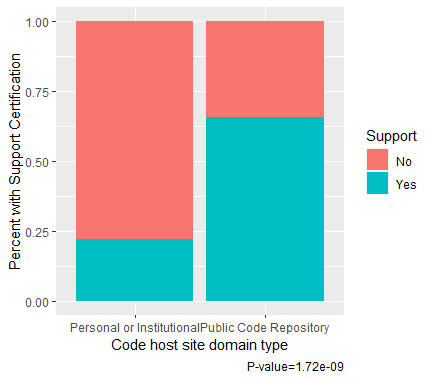 1.00
0.75
0.50
0.25
0.00
Percent with Support Certification
Personal or Institutional
Public Code Repository
Code host site domain type
P-value=1.72e-09
Support
No
Yes